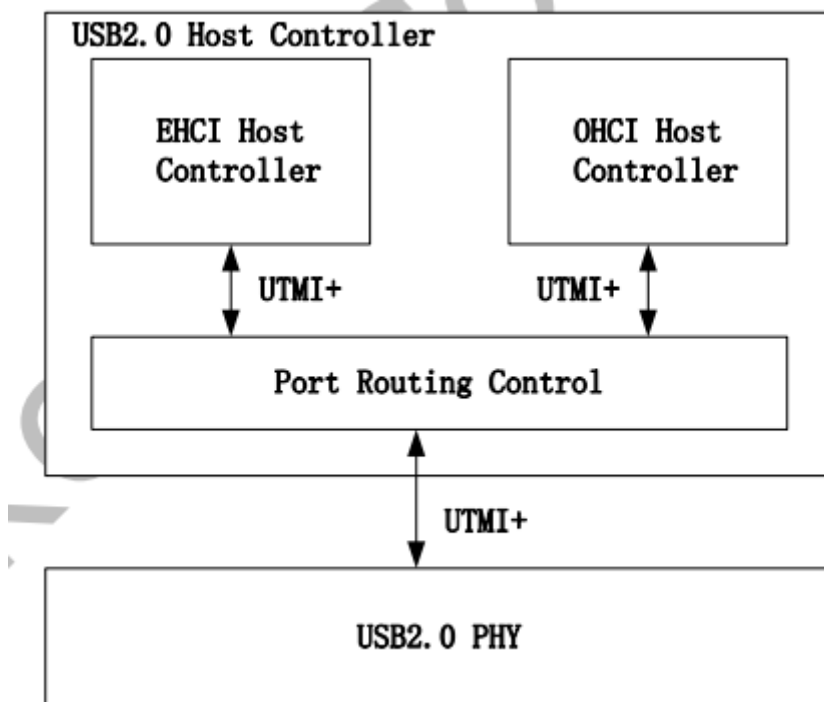 USB2.0 Host Controller
EHCI Host
Controller
OHCI Host
Controller
UTMI+
UTMI+
Port Routing Control
UTMI+
USB2.0 PHY